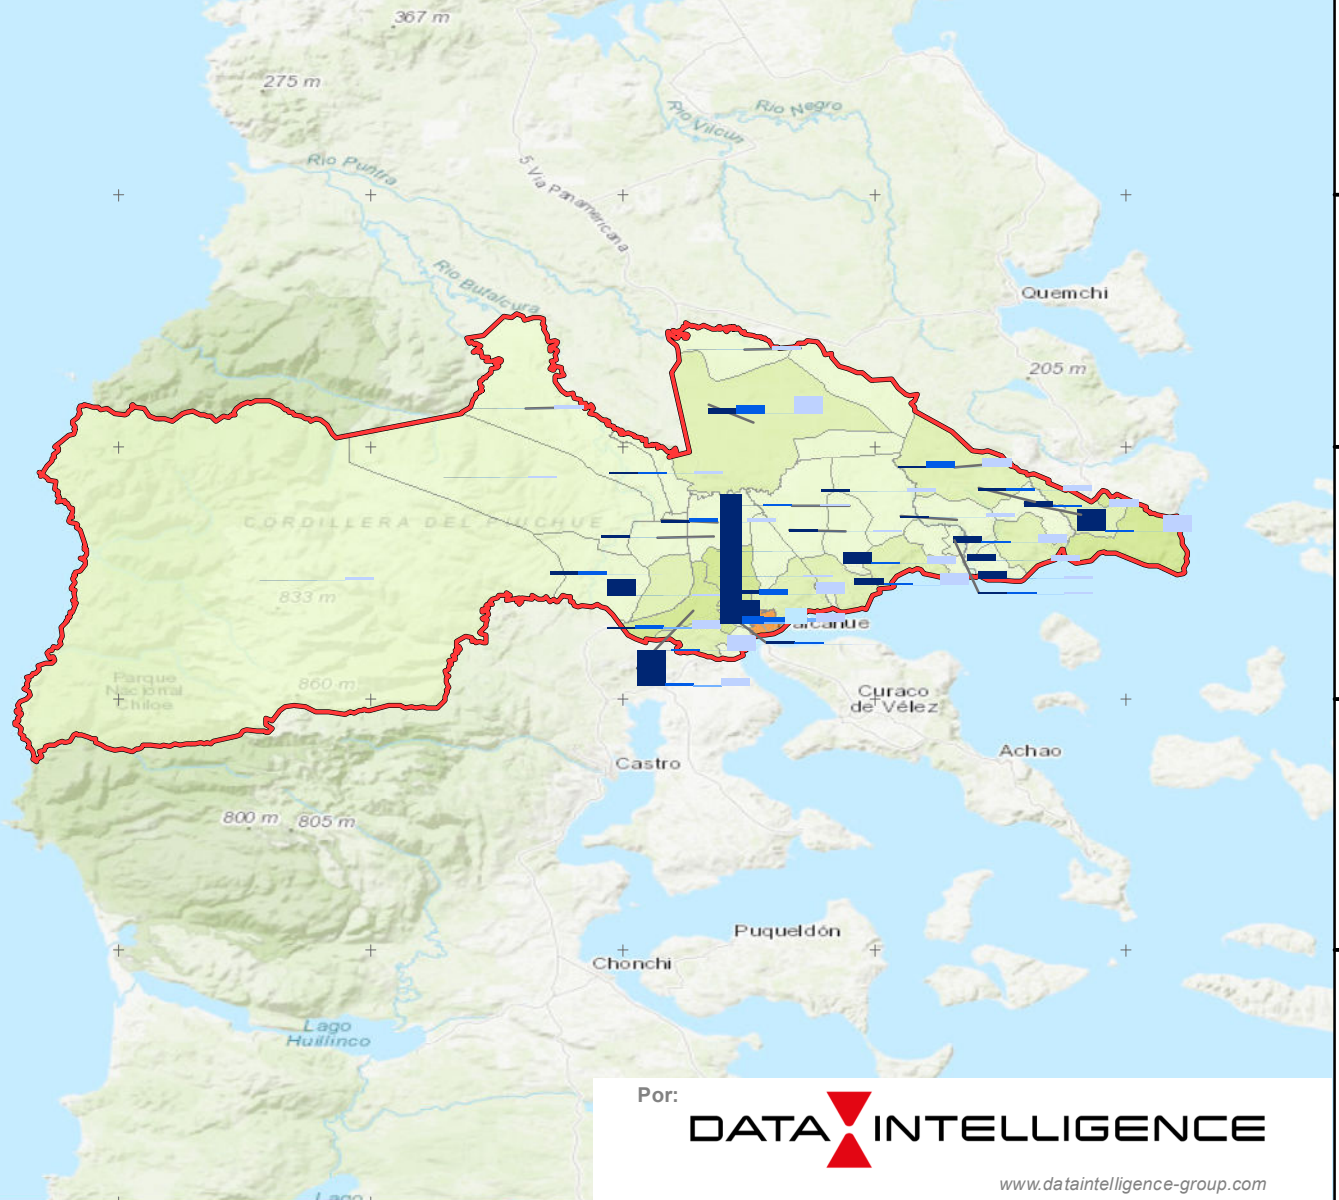 367 m
275 m
Rio Negro
Rio Vilcun
Rio Puntra
5 Via Panamericana
Rio Butalcura
Quemchi
205 m
CORDILLERA DEL PIUCHUE
833 m
Dalcahue
Parque
Nacional
Chiloe
860 m
Curaco
de Vélez
Achao
Castro
800 m
805 m
Puqueldón
Chonchi
Lago
Huillinco
Lago
Por:
DATA INTELLIGENCE
www.dataintelligence-group.com